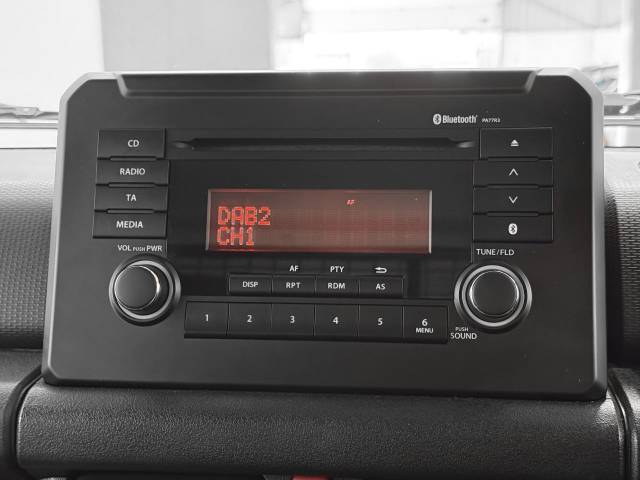 Bluetooth® PA77R3
CD
RADIO
TA
MEDIA
AF
DAB2
CH1
VOL PUSH PWR
TUNE/FLD
AF PTY
DISP RPT RDM AS
1 2 3 4 5 6
MENU
PUSH
SOUND